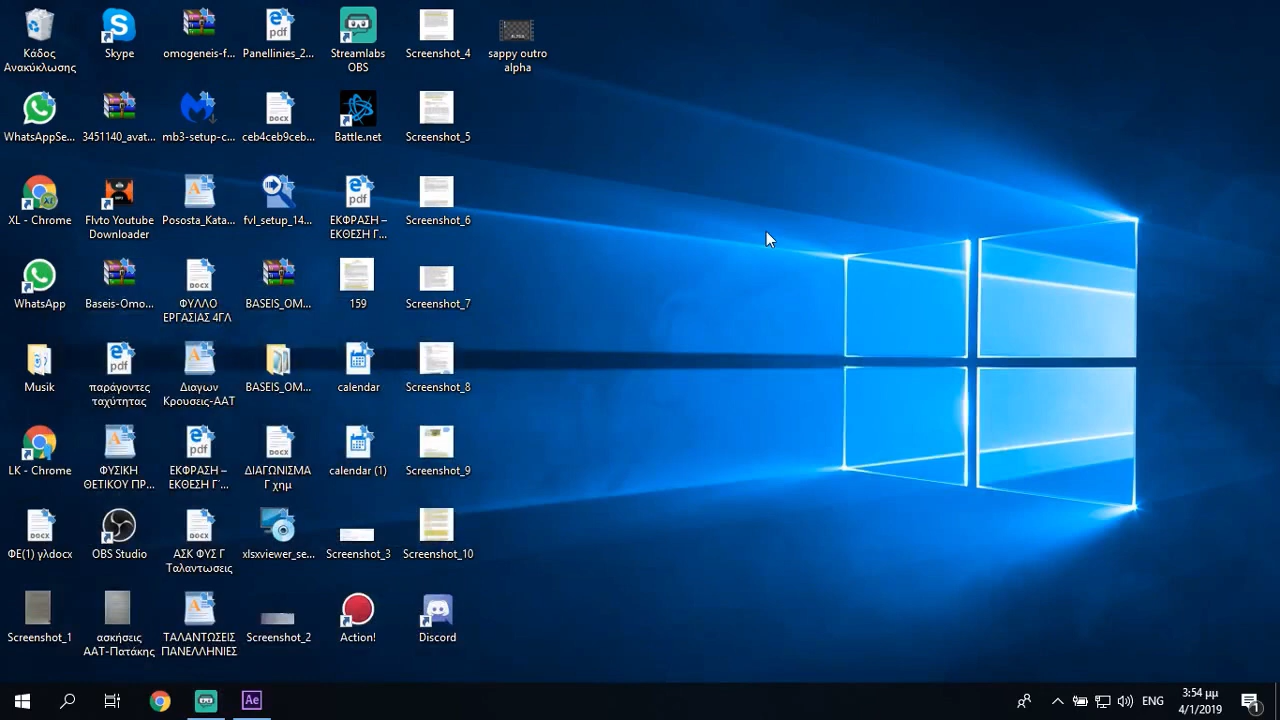 Κάδος
Ανακύκλωσης
Skype
omogeneis-f...
Panellinies_2...
Streamlabs
OBS
Screenshot_4
sappy outro
alpha
WhatsAppSe...
3451140_avat...
mb3-setup-c...
ceb4ceb9ceb...
Battle.net
Screenshot_5
XL - Chrome
Flvto Youtube
Downloader
Pososta_Kata...
fvl_setup_14...
ΕΚΦΡΑΣΗ –
ΕΚΘΕΣΗ Γ...
Screenshot_6
WhatsApp
Baseis-Omo...
ΦΥΛΛΟ
ΕΡΓΑΣΙΑΣ 4ΓΛ
BASEIS_OM...
159
Screenshot_7
Musik
παράγοντες
ταχύτητας
Διαγων
Κρουσεις-ΑΑΤ
BASEIS_OM...
calendar
Screenshot_8
LK - Chrome
ΦΥΣΙΚΗ
ΘΕΤΙΚΟΥ ΠΡ...
ΕΚΦΡΑΣΗ –
ΕΚΘΕΣΗ Γ΄...
ΔΙΑΓΩΝΙΣΜΑ
Γ χημ
calendar (1)
Screenshot_9
ΦΕ(1) γλdocx
OBS Studio
ΑΣΚ ΦΥΣ Γ
Ταλαντωσεις
xlsxviewer_se...
Screenshot_3
Screenshot_10
Screenshot_1
ασκήσεις
ΑΑΤ-Πατάκης
ΤΑΛΑΝΤΩΣΕΙΣ
ΠΑΝΕΛΛΗΝΙΕΣ
Screenshot_2
Action!
Discord
Ae
ENG
3:54 μμ
4/1/2019
1